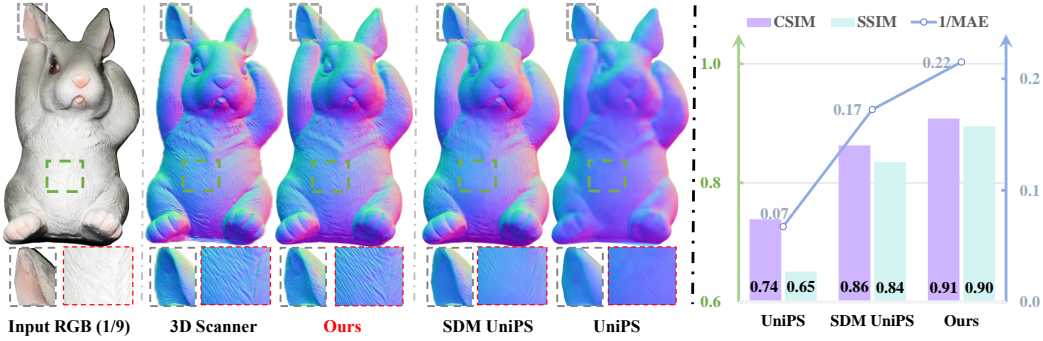 Input RGB (1/9)
3D Scanner
Ours
SDM UniPS
UniPS
CSIM
SSIM
1/MAE
1.0
0.8
0.6
0.2
0.1
0.0
0.07
0.17
0.22
0.74
0.65
0.86
0.84
0.91
0.90
UniPS
SDM UniPS
Ours